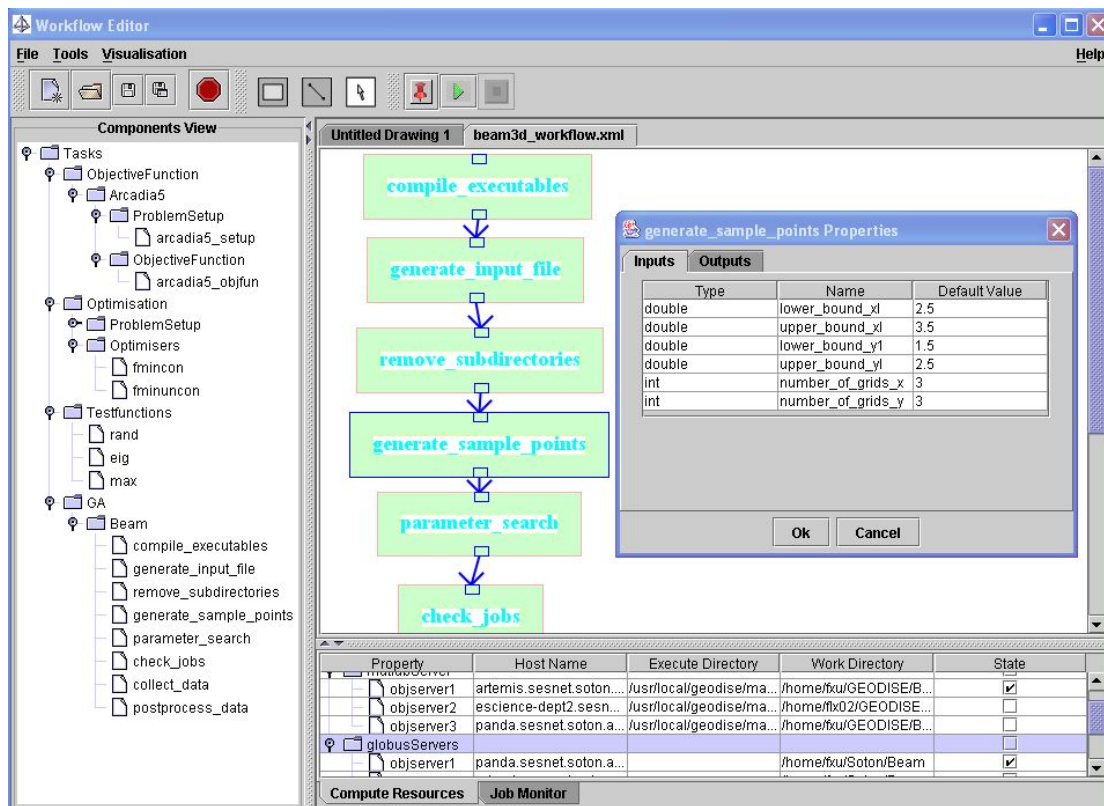 Workflow Editor
File Tools Visualisation Help
Components View
Tasks
ObjectiveFunction
Arcadia5
ProblemSetup
arcadia5_setup
ObjectiveFunction
arcadia5_objfun
Optimisation
ProblemSetup
Optimisers
fmincon
fminuncon
Testfunctions
rand
eig
max
GA
Beam
compile_executables
generate_input_file
remove_subdirectories
generate_sample_points
parameter_search
check_jobs
collect_data
postprocess_data
Untitled Drawing 1 beam3d_workflow.xml
compile_executables
generate_input_file
remove_subdirectories
generate_sample_points
parameter_search
check_jobs
generate_sample_points Properties
Inputs Outputs
Type Name Default Value
double lower_bound_xl 2.5
double upper_bound_xl 3.5
double lower_bound_y1 1.5
double upper_bound_yl 2.5
int number_of_grids_x 3
int number_of_grids_y 3
Ok Cancel
Property Host Name Execute Directory Work Directory State
objserver1 artemis.sesnet.soton.... /usr/local/geodise/ma... /home/fxu/GEODISE/B...
objserver2 escience-dept2.sesn... /usr/local/geodise/ma... /home/flx02/GEODISE...
objserver3 panda.sesnet.soton.a... /usr/local/geodise/ma... /home/fxu/GEODISE/B...
globusServers
objserver1 panda.sesnet.soton.a... /home/fxu/Soton/Beam
Compute Resources Job Monitor